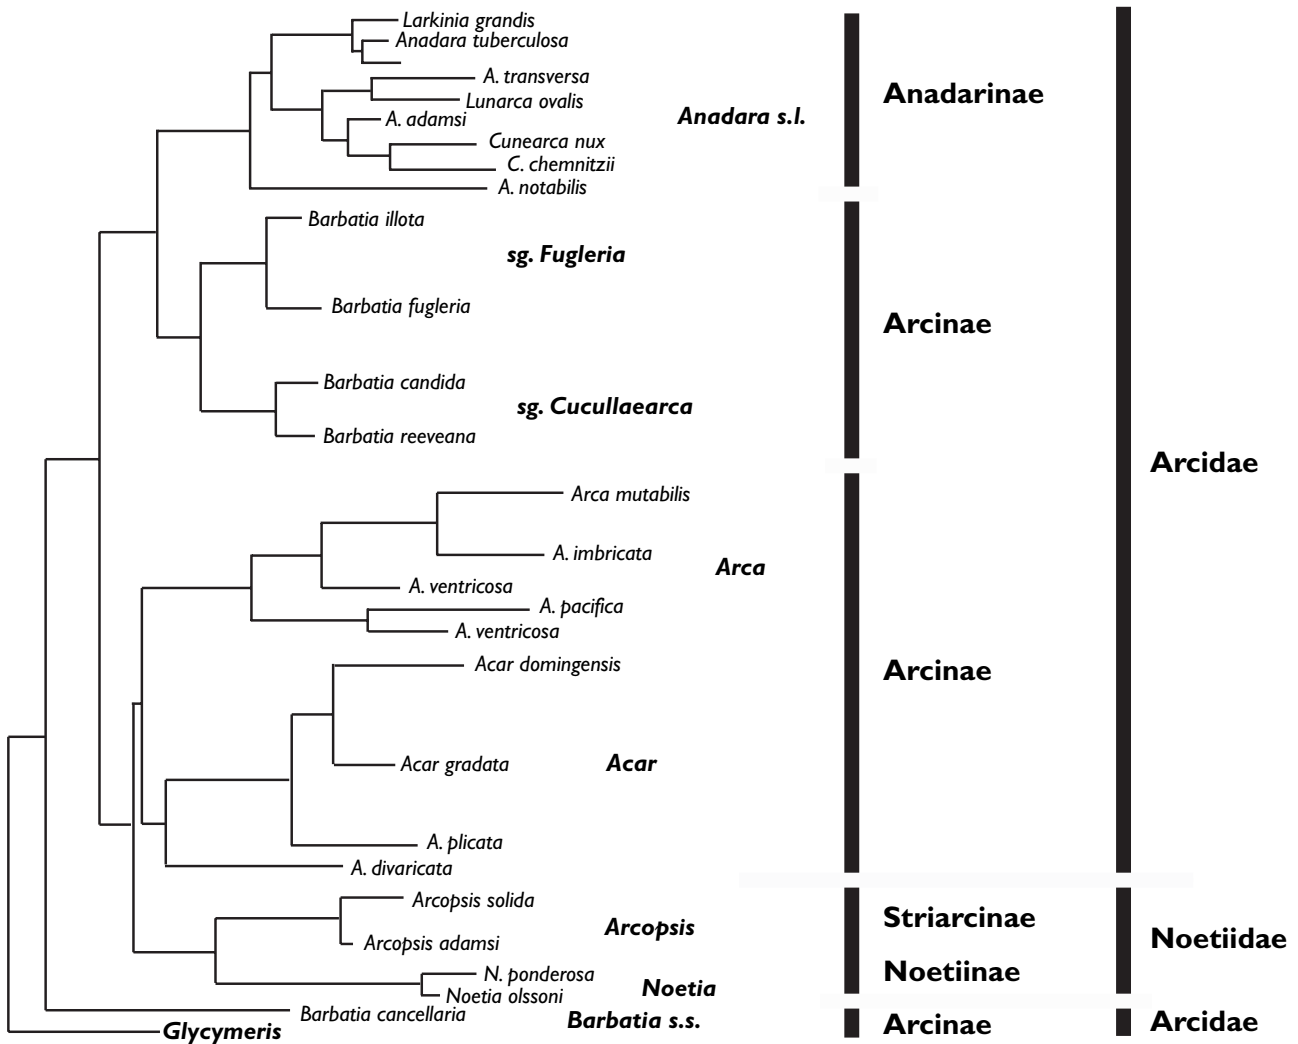 Larkinia grandis
Anadara tuberculosa
A. transversa
Lunarca ovalis
A. adamsi
Cunearca nux
C. chemnitzii
A. notabilis
Anadara s.l.
Anadarinae
Barbatia illota
sg. Fugleria
Barbatia fugleria
Arcinae
Barbatia candida
sg. Cucullaearca
Barbatia reeveana
Arcidae
Arca mutabilis
A. imbricata
Arca
A. ventricosa
A. pacifica
A. ventricosa
Acar domingensis
Arcinae
Acar gradata
Acar
A. plicata
A. divaricata
Arcopsis solida
Arcopsis
Striarcinae
Arcopsis adamsi
Noetiidae
N. ponderosa
Noetiinae
Noetia olssoni
Noetia
Barbatia cancellaria
Barbatia s.s.
Arcinae
Arcidae
Glycymeris